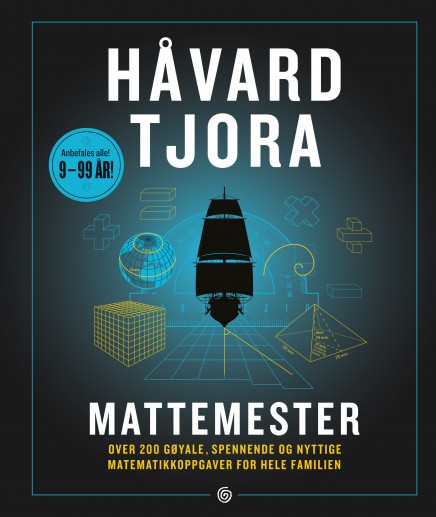 HÅVARD
TJORA
Anbefales alle!
9–99 ÅR!
MATTEMESTER
OVER 200 GØYALE, SPENNENDE OG NYTTIGE
MATEMATIKKOPPGAVER FOR HELE FAMILIEN